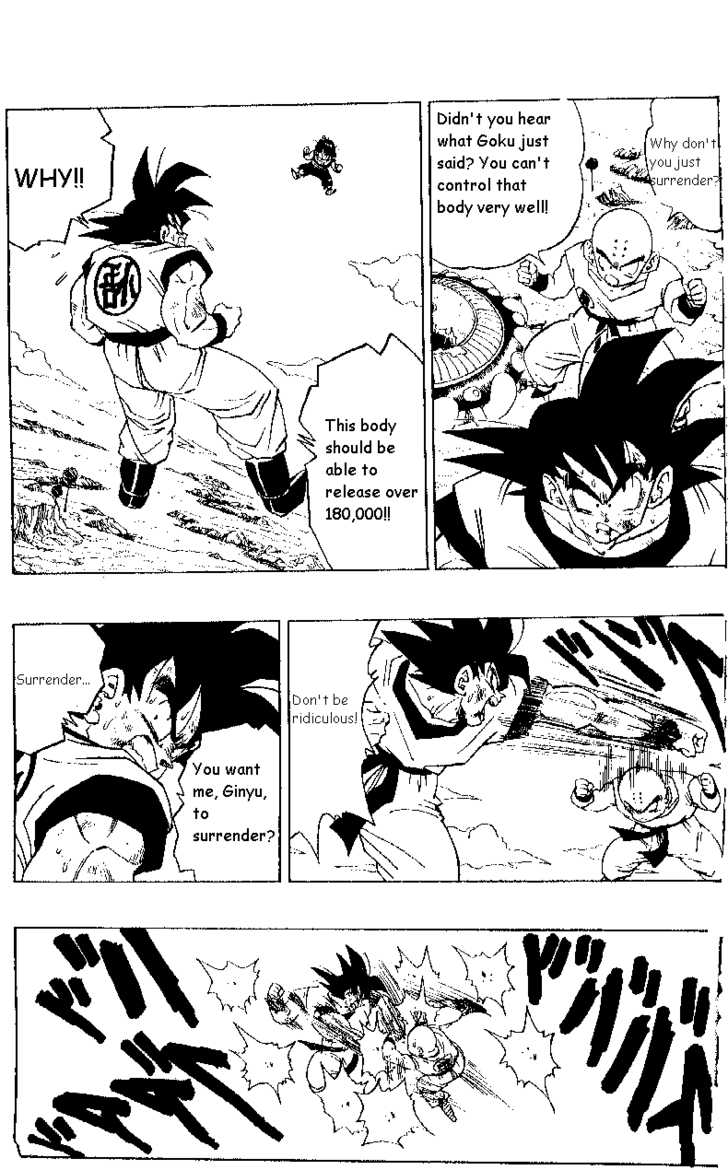 WHY!!
This body
should be
able to
release over
180,000!!
Didn't you hear
what Goku just
said? You can't
control that
body very well!
Why don't
you just
surrender?
Surrender...
You want
me, Ginyu,
to
surrender?
Don't be
ridiculous!